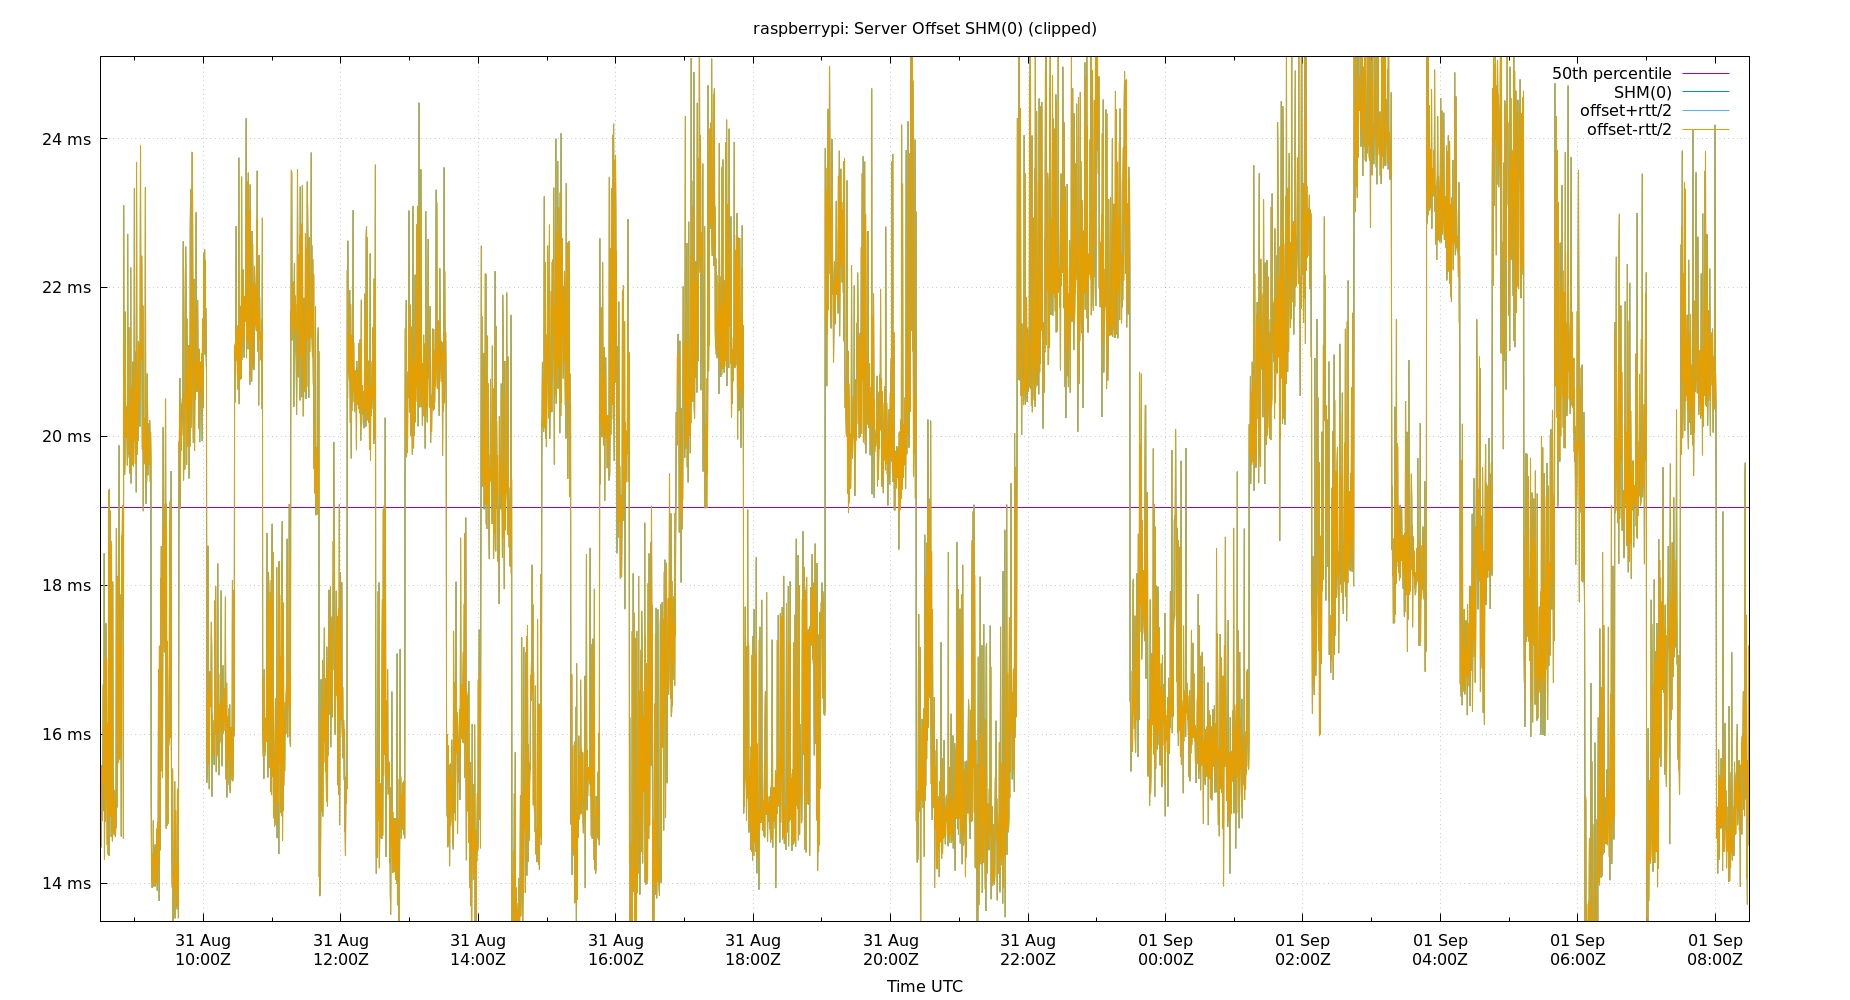 raspberrypi: Server Offset SHM(0) (clipped)
50th percentile
SHM(0)
offset+rtt/2
offset-rtt/2
24 ms
22 ms
20 ms
18 ms
16 ms
14 ms
31 Aug 31 Aug 31 Aug 31 Aug 31 Aug 31 Aug 31 Aug 01 Sep 01 Sep 01 Sep 01 Sep 01 Sep
10:00Z 12:00Z 14:00Z 16:00Z 18:00Z 20:00Z 22:00Z 00:00Z 02:00Z 04:00Z 06:00Z 08:00Z
Time UTC